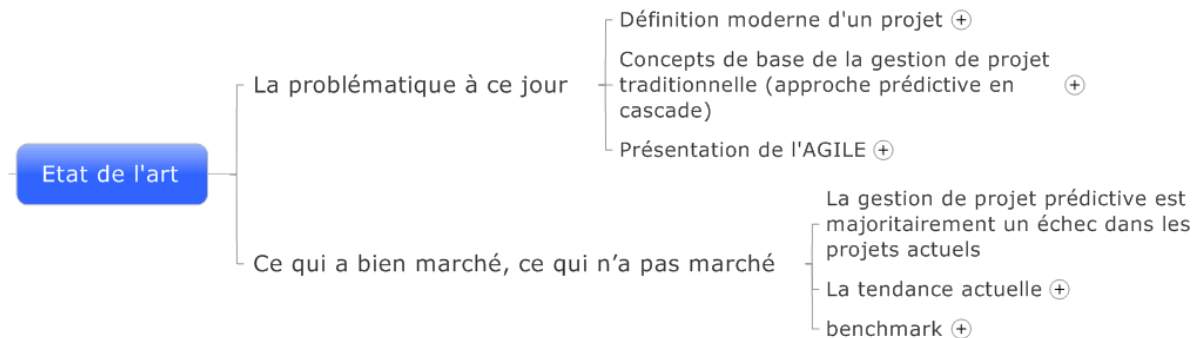 Etat de l'art
La problématique à ce jour
Définition moderne d'un projet
Concepts de base de la gestion de projet
traditionnelle (approche prédictive en
cascade)
Présentation de l'AGILE
Ce qui a bien marché, ce qui n’a pas marché
La gestion de projet prédictive est
majoritairement un échec dans les
projets actuels
La tendance actuelle
benchmark